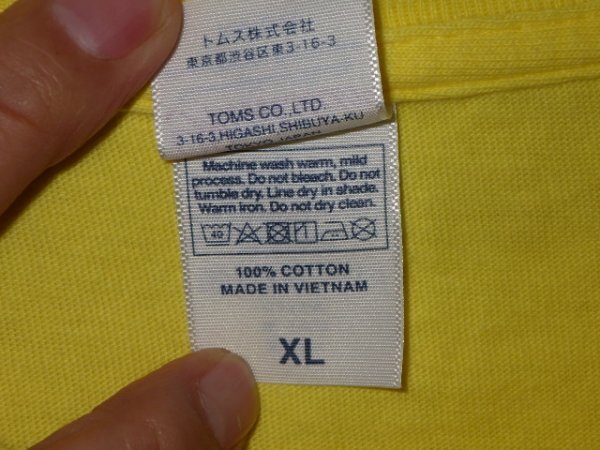 トムス株式会社
東京都渋谷区東3-16-3
TOMS CO.,LTD.
3-16-3,HIGASHI,SHIBUYA-KU
TOKYO,JAPAN
Machine wash warm, mild
process. Do not bleach. Do not
tumble dry. Line dry in shade.
Warm iron. Do not dry clean.
40
100% COTTON
MADE IN VIETNAM
XL